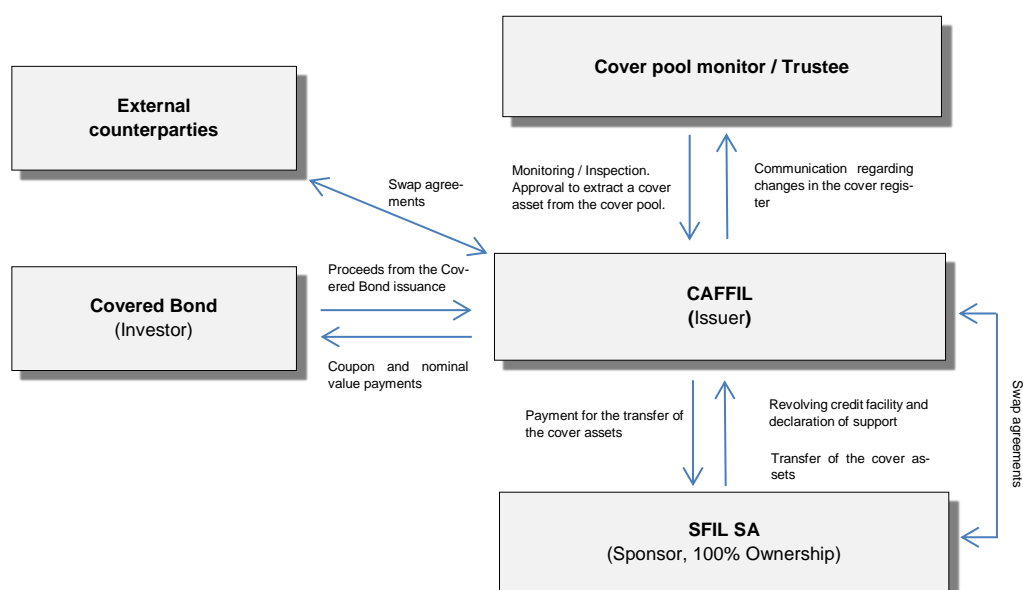 Cover pool monitor / Trustee
External
counterparties
Monitoring / Inspection.
Approval to extract a cover
asset from the cover pool.
Communication regarding
changes in the cover regis-
ter
Swap agree-
ments
Proceeds from the Cov-
ered Bond issuance
Covered Bond
(Investor)
CAFFIL
(Issuer)
Coupon and nominal
value payments
Payment for the transfer of
the cover assets
Revolving credit facility and
declaration of support
Transfer of the cover as-
sets
Swap agreements
SFIL SA
(Sponsor, 100% Ownership)